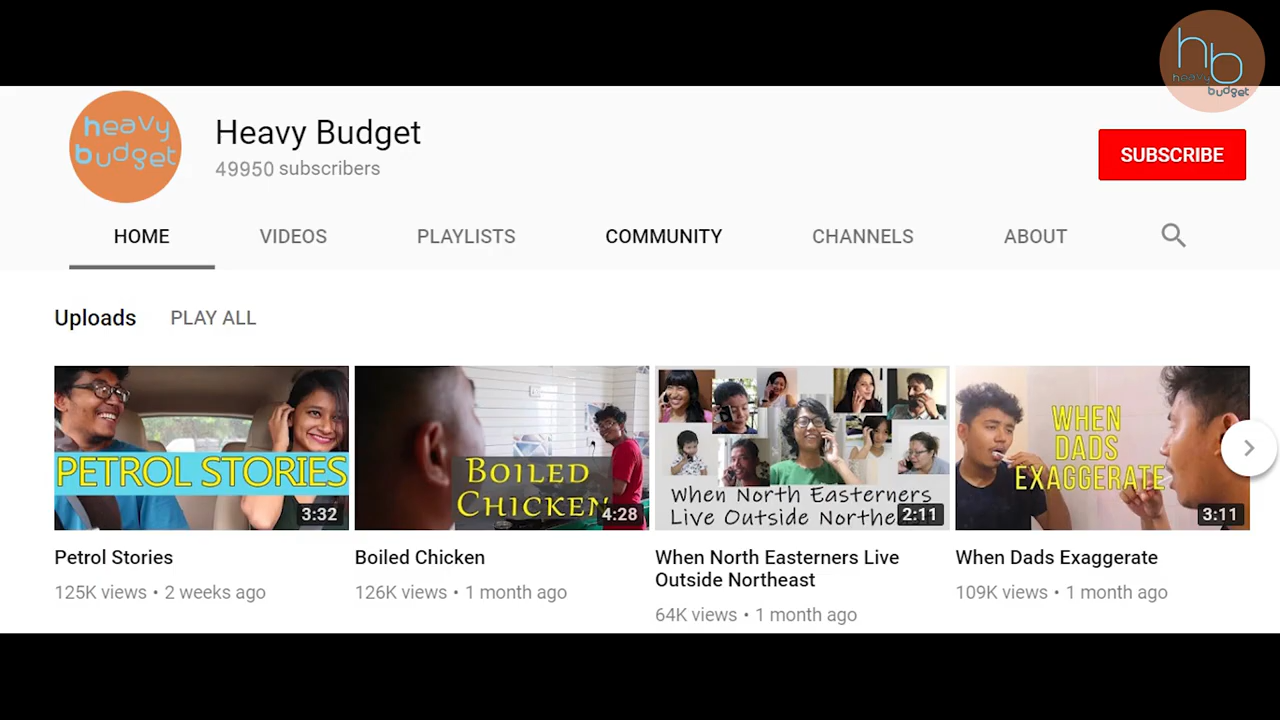 hb
heavy
budget
heavy
budget
Heavy Budget
49950 subscribers
SUBSCRIBE
HOME
VIDEOS
PLAYLISTS
COMMUNITY
CHANNELS
ABOUT
Uploads
PLAY ALL
PETROL STORIES
3:32
BOILED
CHICKEN
4:28
When North Easterners
Live Outside Northe
2:11
WHEN
DADS
EXAGGERATE
3:11
Petrol Stories
125K views • 2 weeks ago
Boiled Chicken
126K views • 1 month ago
When North Easterners Live
Outside Northeast
64K views • 1 month ago
When Dads Exaggerate
109K views • 1 month ago